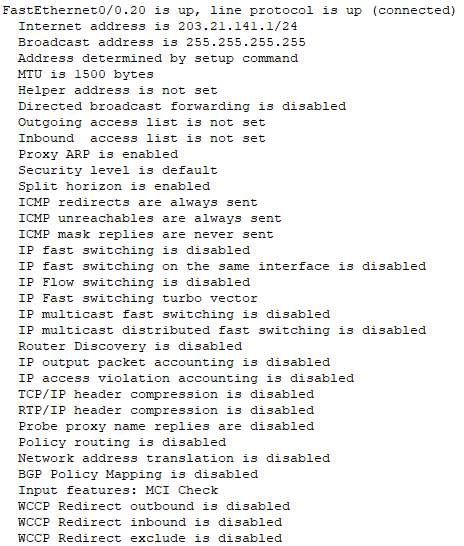 FastEthernet0/0.20 is up, line protocol is up (connected)
Internet address is 203.21.141.1/24
Broadcast address is 255.255.255.255
Address determined by setup command
MTU is 1500 bytes
Helper address is not set
Directed broadcast forwarding is disabled
Outgoing access list is not set
Inbound  access list is not set
Proxy ARP is enabled
Security level is default
Split horizon is enabled
ICMP redirects are always sent
ICMP unreachables are always sent
ICMP mask replies are never sent
IP fast switching is disabled
IP fast switching on the same interface is disabled
IP Flow switching is disabled
IP Fast switching turbo vector
IP multicast fast switching is disabled
IP multicast distributed fast switching is disabled
Router Discovery is disabled
IP output packet accounting is disabled
IP access violation accounting is disabled
TCP/IP header compression is disabled
RTP/IP header compression is disabled
Probe proxy name replies are disabled
Policy routing is disabled
Network address translation is disabled
BGP Policy Mapping is disabled
Input features: MCI Check
WCCP Redirect outbound is disabled
WCCP Redirect inbound is disabled
WCCP Redirect exclude is disabled